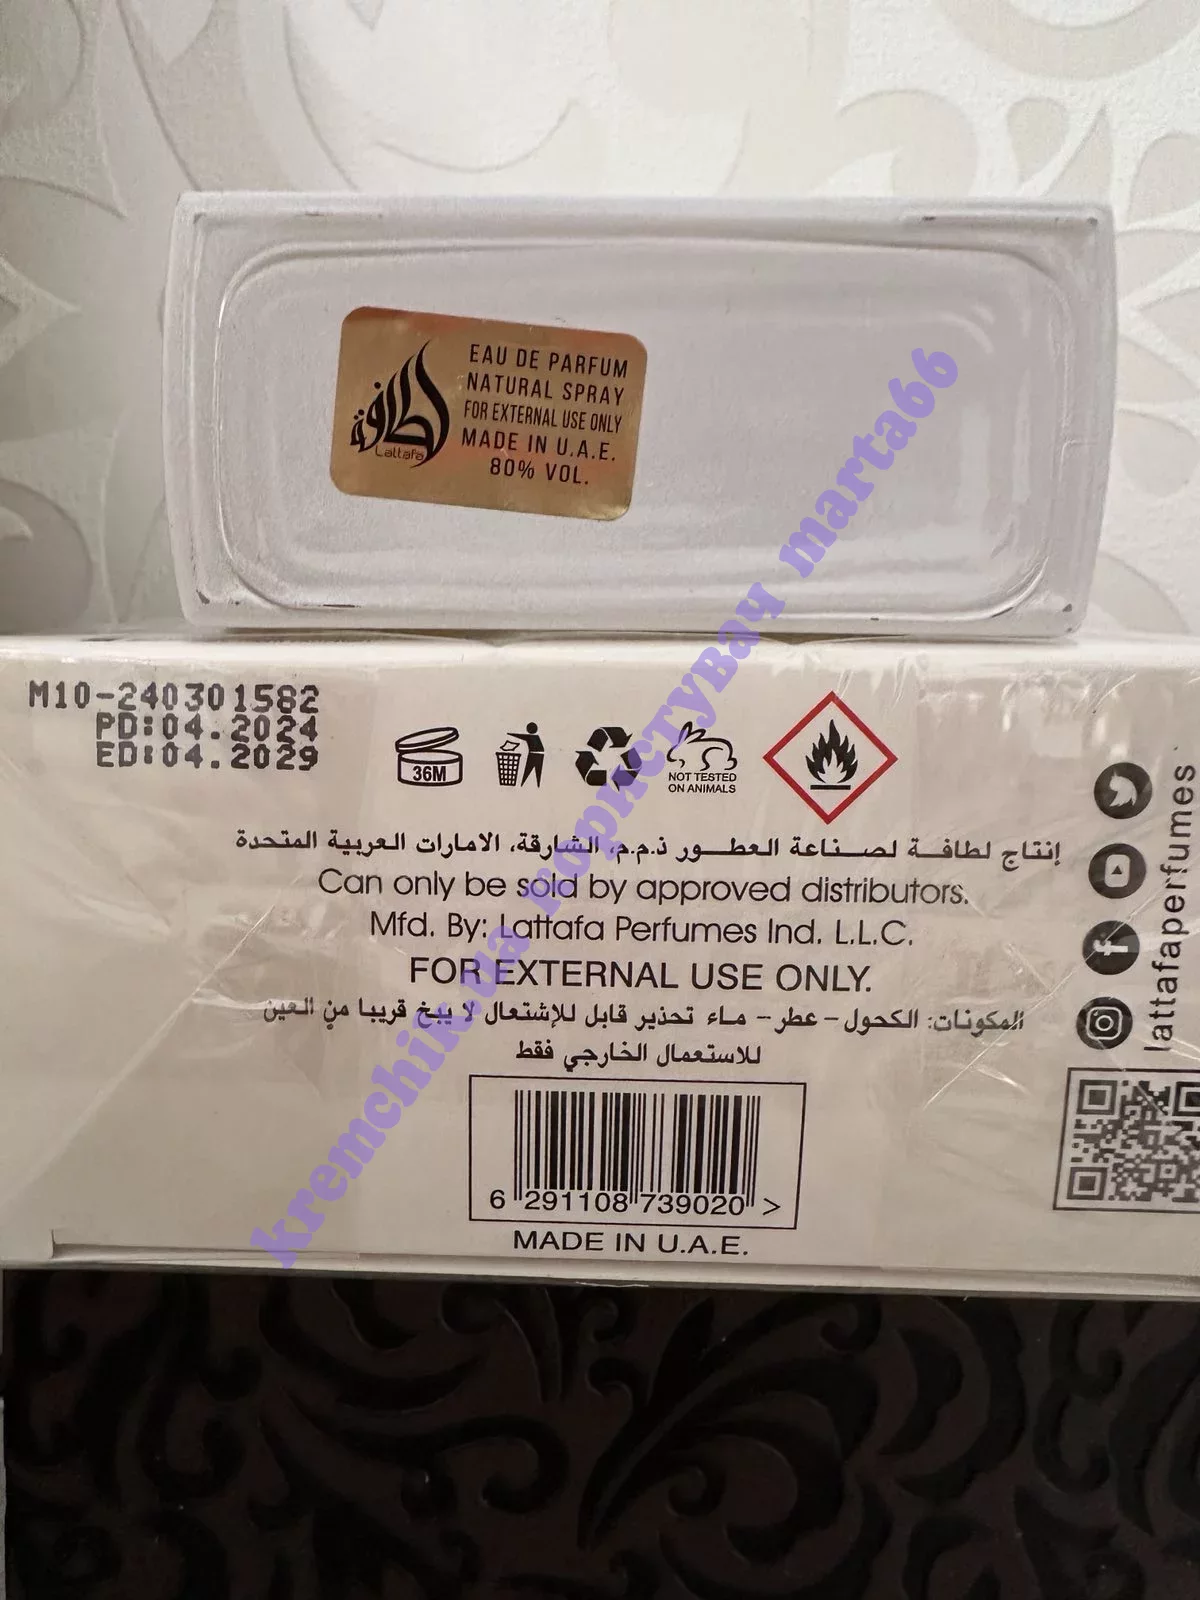 لطافة
Lattafa
EAU DE PARFUM
NATURAL SPRAY
FOR EXTERNAL USE ONLY
MADE IN U.A.E.
80% VOL.
M10-240301582
PD:04.2024
ED:04.2029
36M
NOT TESTED
ON ANIMALS
إنتاج لطافة لصناعة العطور ذ.م.م، الشارقة، الامارات العربية المتحدة
Can only be sold by approved distributors.
Mfd. By: Lattafa Perfumes Ind. L.L.C.
FOR EXTERNAL USE ONLY.
المكونات: الكحول - عطر - ماء تحذير قابل للإشتعال لا يبخ قريبا من العين
للاستعمال الخارجي فقط
6 291108 739020 >
MADE IN U.A.E.
lattafaperfumes
kremchik.ua користувач marta66